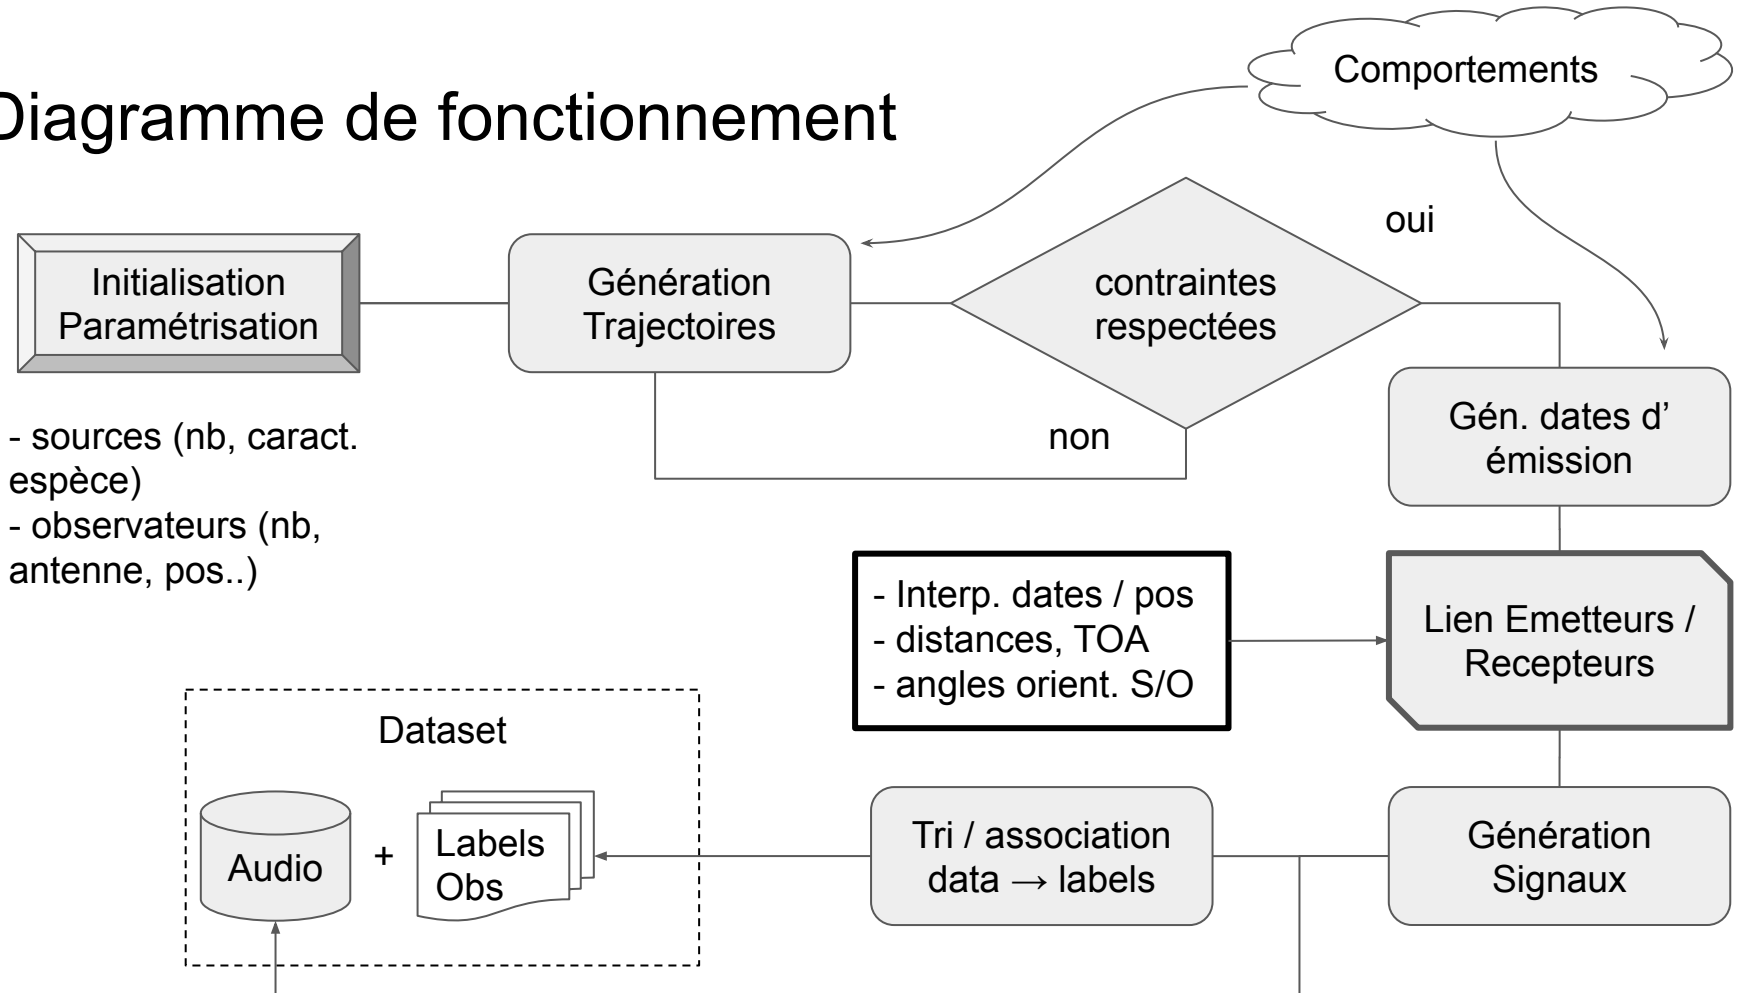 Diagramme de fonctionnement
Comportements
Initialisation
Paramétrisation
Génération
Trajectoires
contraintes
respectées
oui
non
- sources (nb, caract.
espèce)
- observateurs (nb,
antenne, pos..)
Gén. dates d’
émission
- Interp. dates / pos
- distances, TOA
- angles orient. S/O
Lien Emetteurs /
Recepteurs
Génération
Signaux
Tri / association
data → labels
Dataset
Audio
+
Labels
Obs